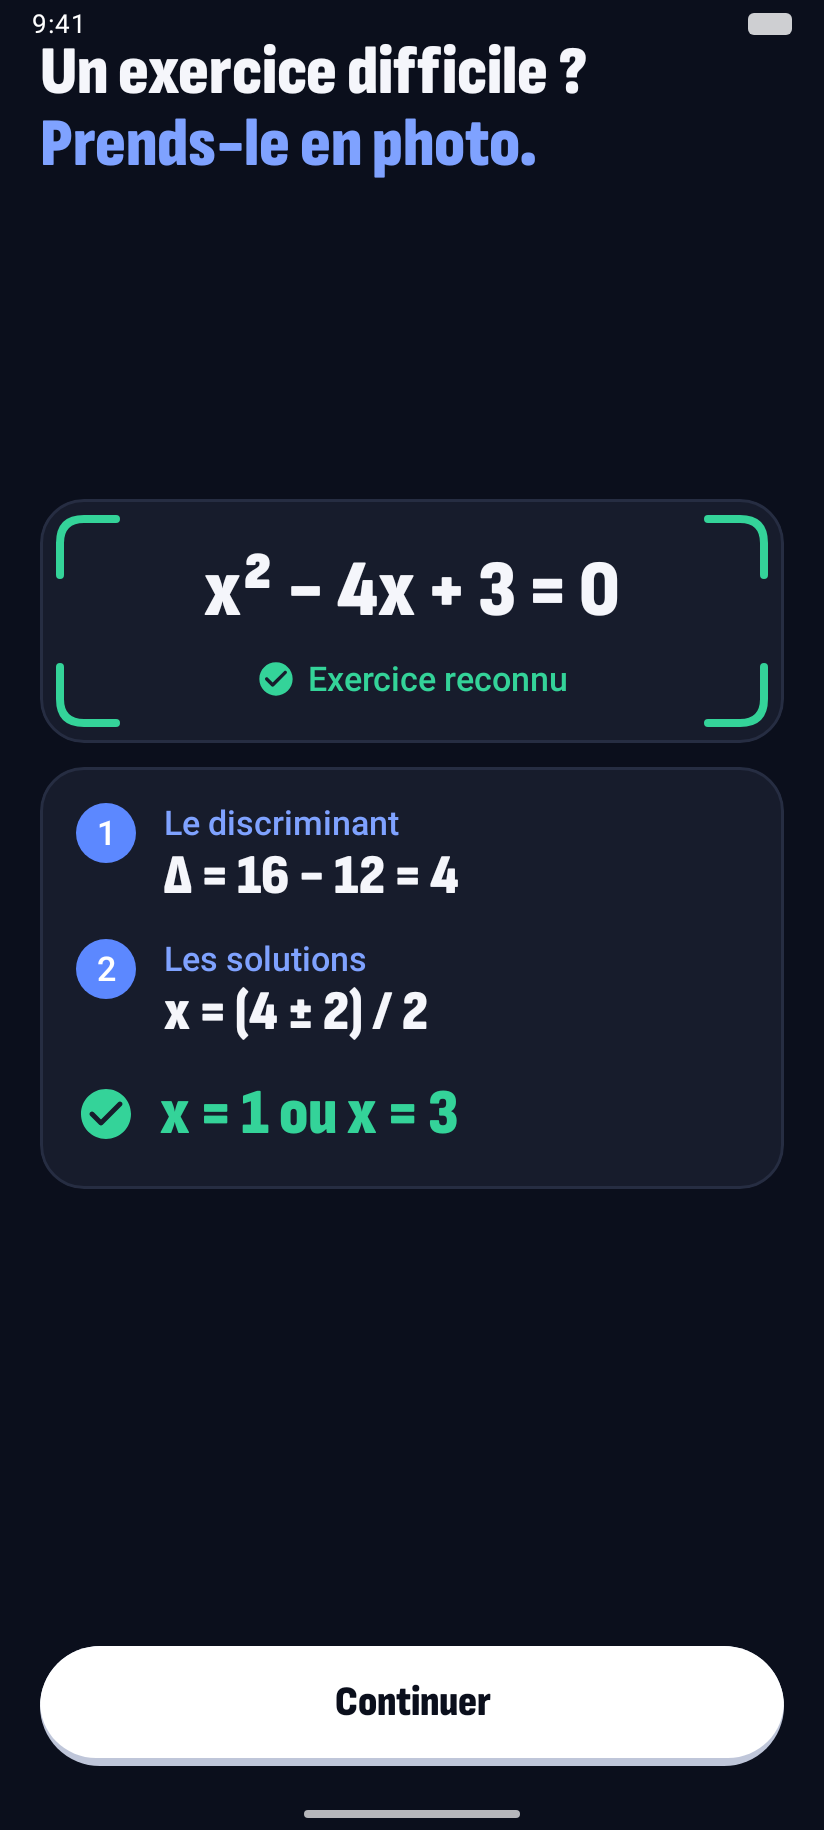 9:41
Un exercice difficile ?
Prends-le en photo.
x² - 4x + 3 = 0
Exercice reconnu
1 Le discriminant
Δ = 16 - 12 = 4
2 Les solutions
x = (4 ± 2) / 2
x = 1 ou x = 3
Continuer